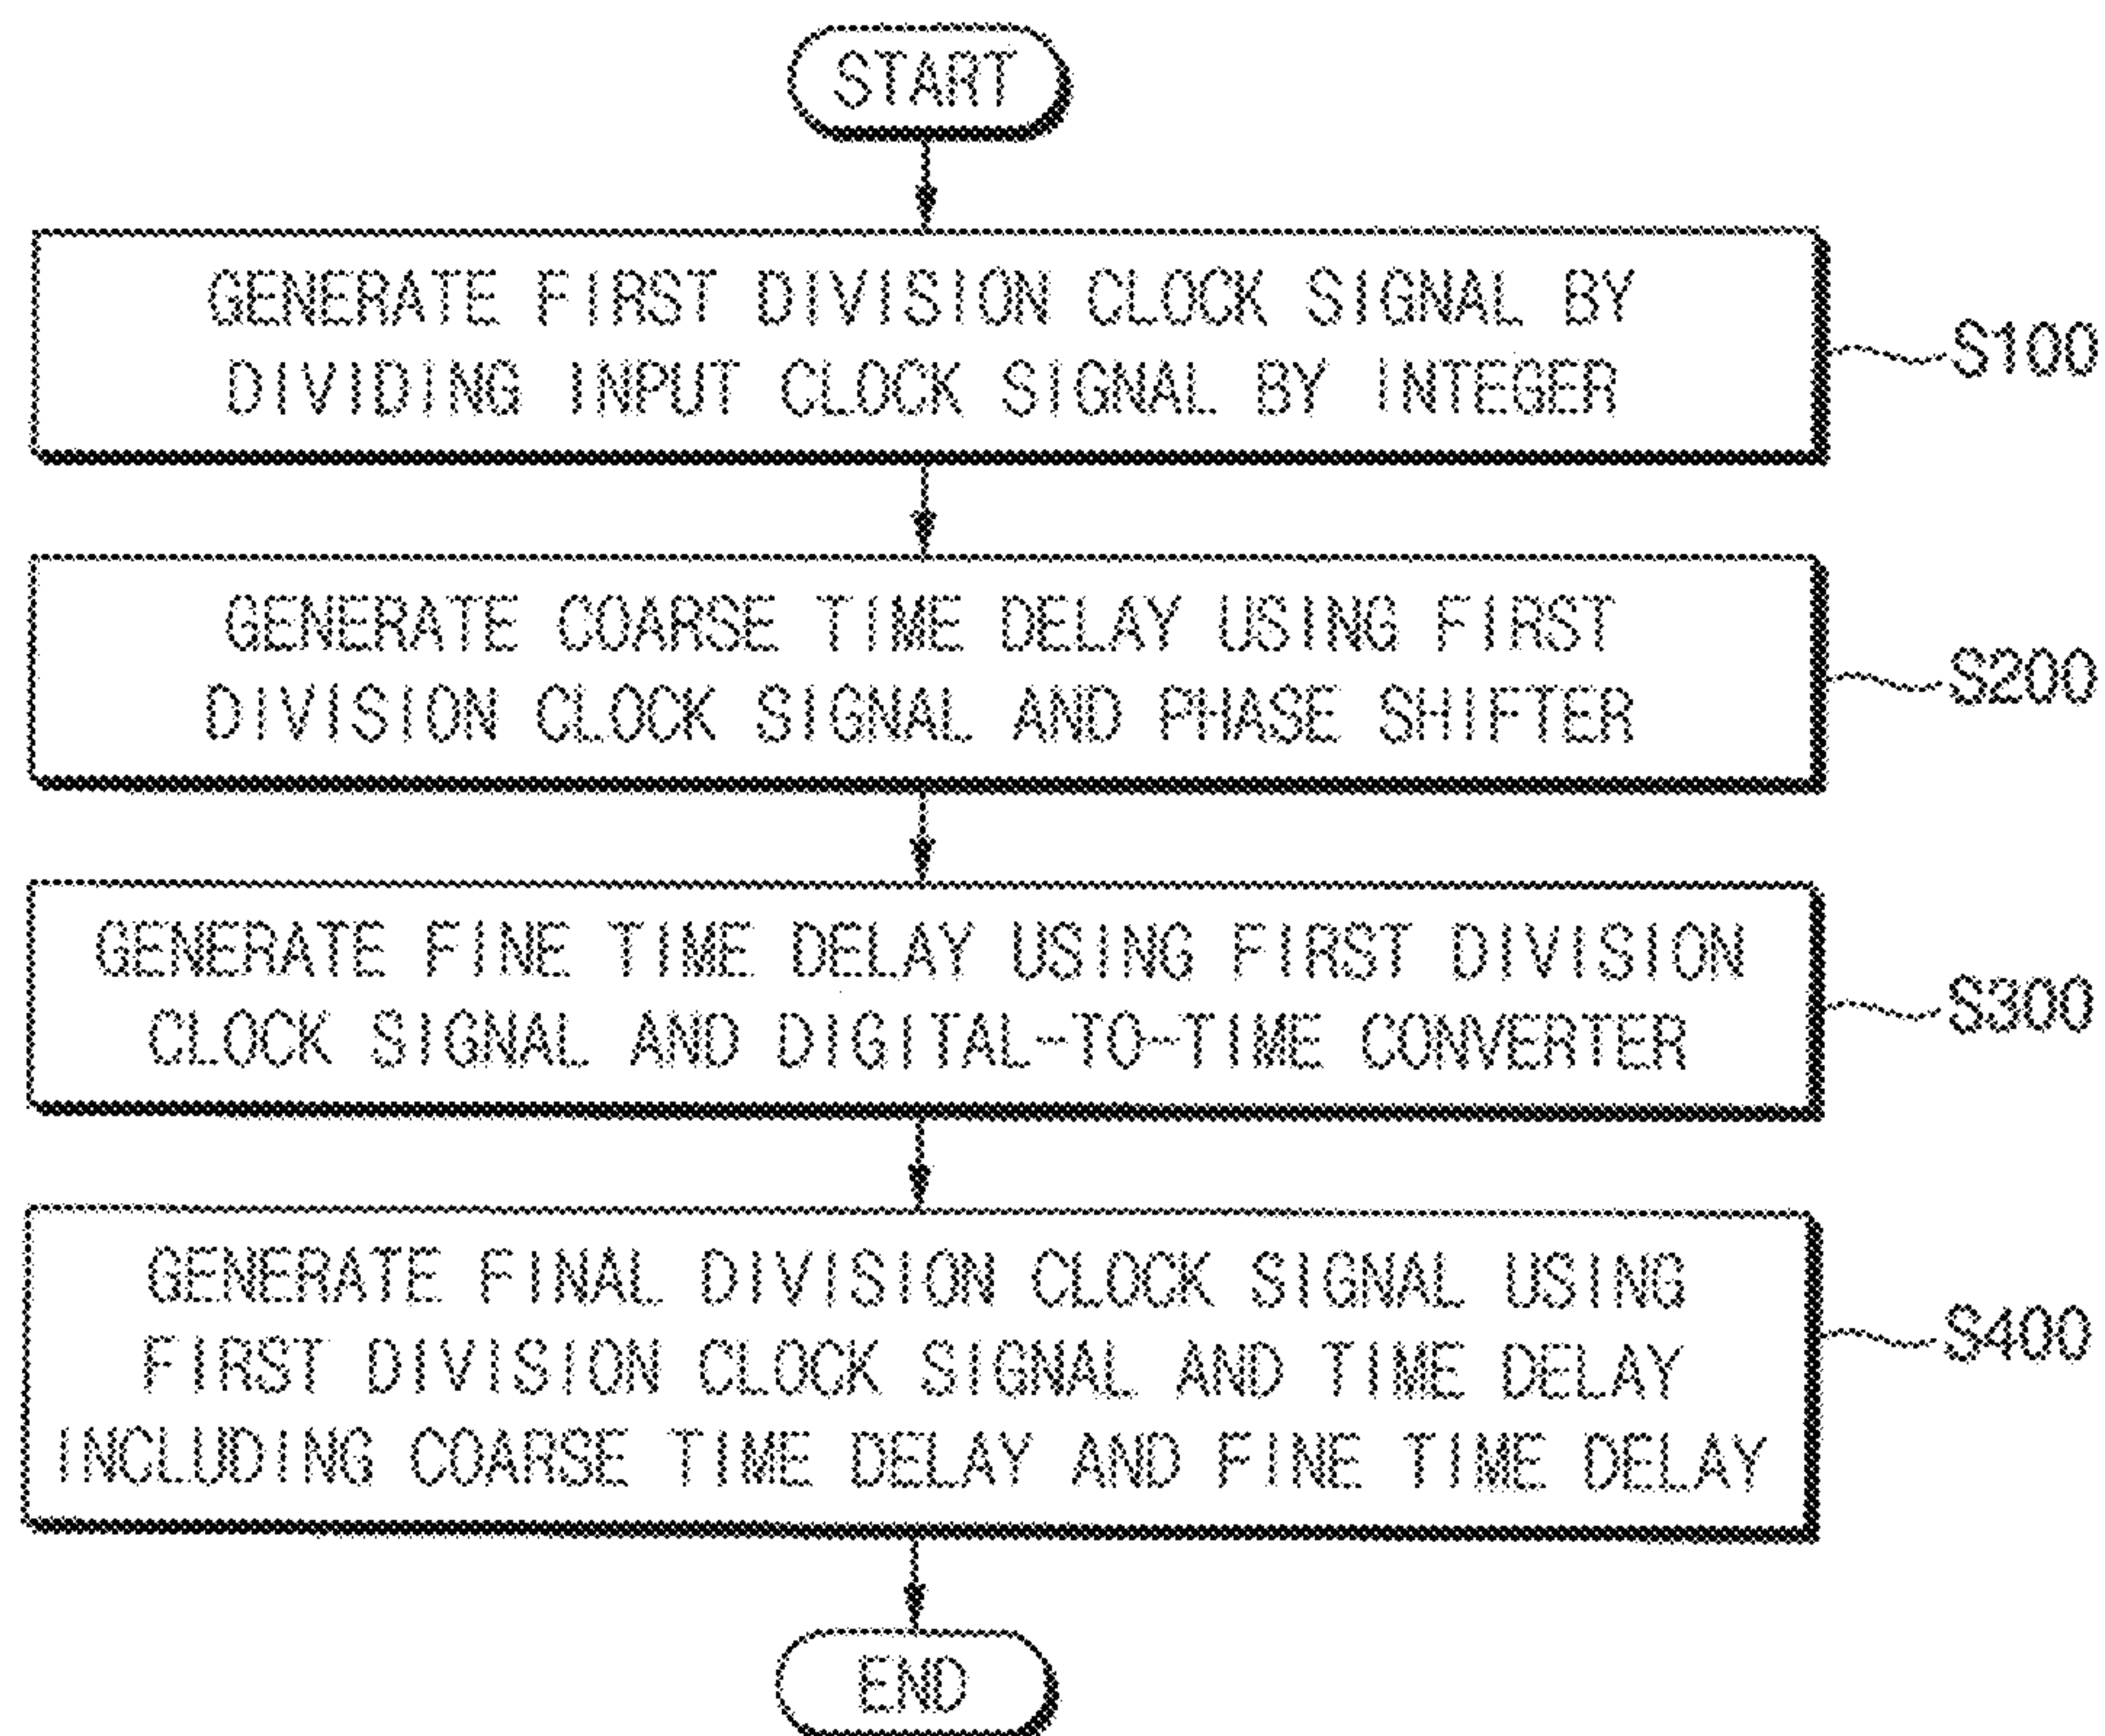 START
GENERATE FIRST DIVISION CLOCK SIGNAL BY
DIVIDING INPUT CLOCK SIGNAL BY INTEGER
S100
GENERATE COARSE TIME DELAY USING FIRST
DIVISION CLOCK SIGNAL AND PHASE SHIFTER
S200
GENERATE FINE TIME DELAY USING FIRST DIVISION
CLOCK SIGNAL AND DIGITAL-TO-TIME CONVERTER
S300
GENERATE FINAL DIVISION CLOCK SIGNAL USING
FIRST DIVISION CLOCK SIGNAL AND TIME DELAY
INCLUDING COARSE TIME DELAY AND FINE TIME DELAY
S400
END